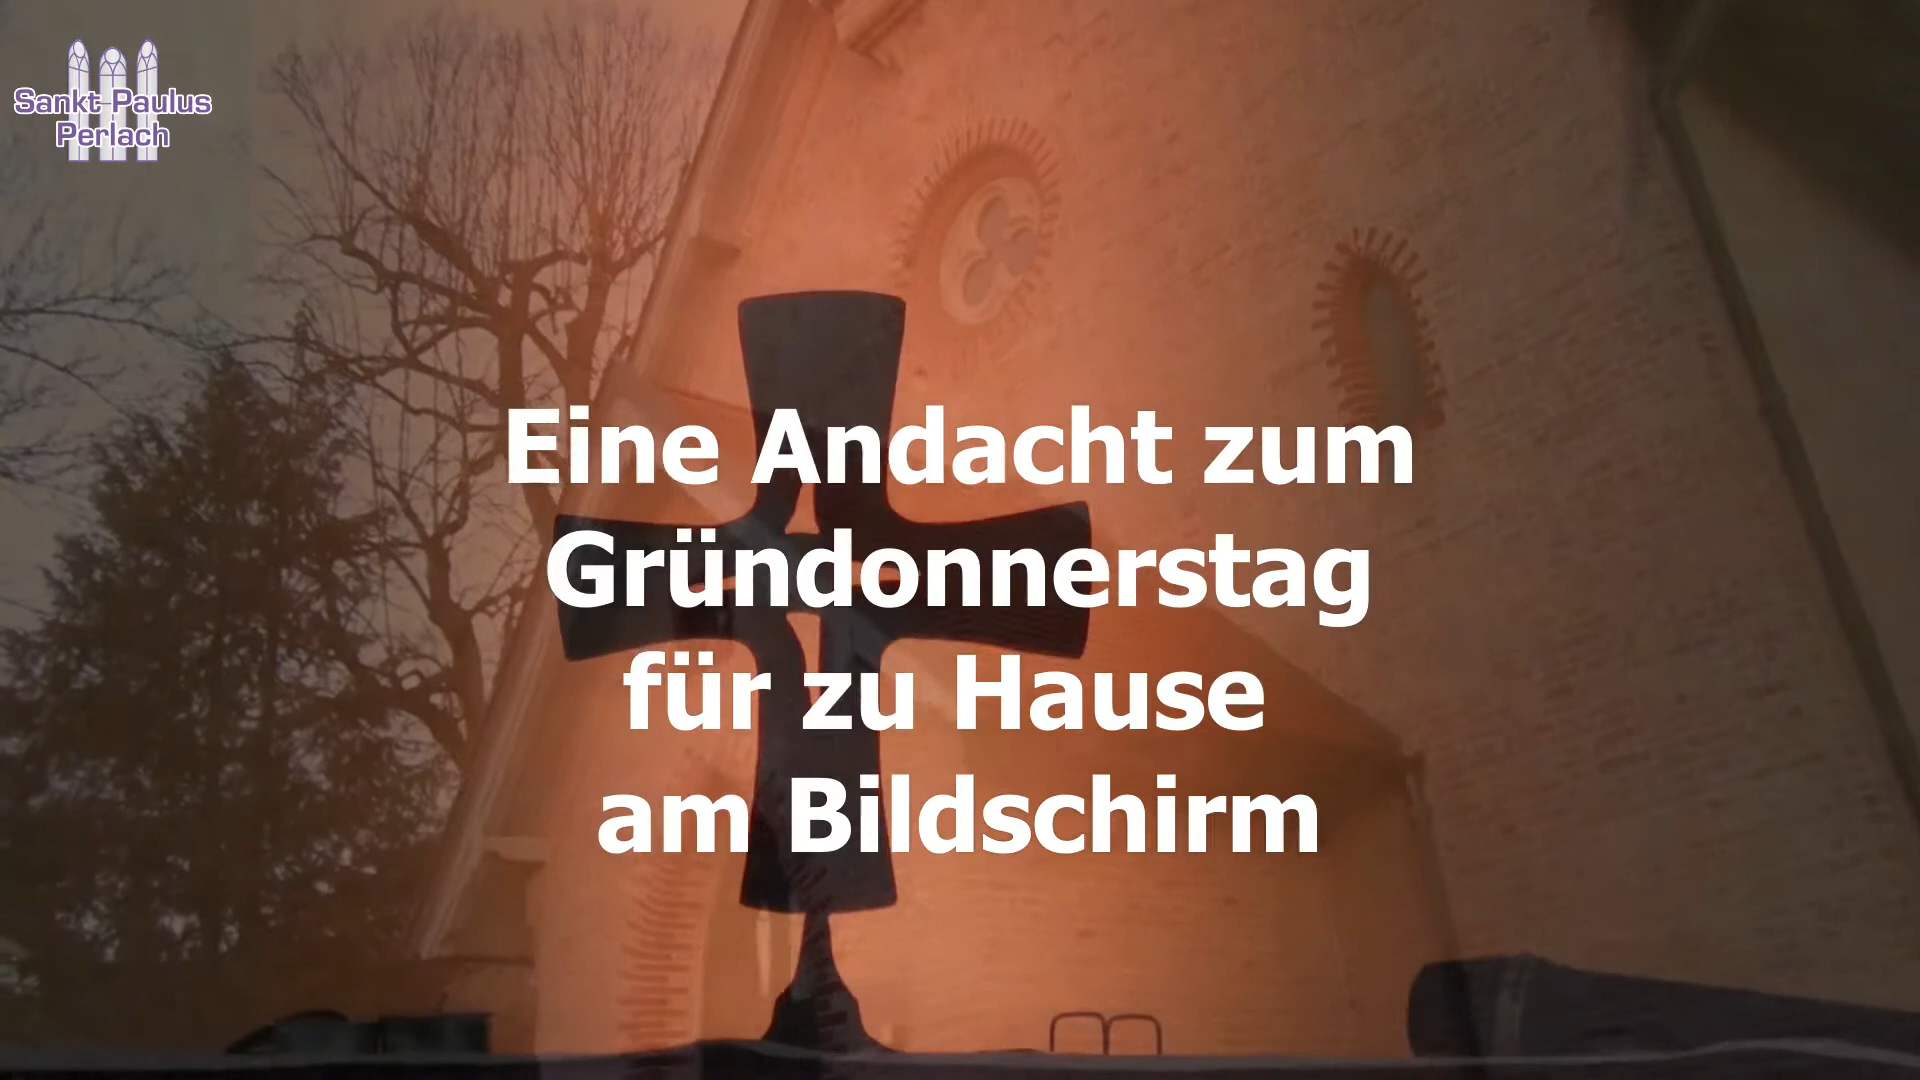 Sankt Paulus
Perlach
Eine Andacht zum
Gründonnerstag
für zu Hause
am Bildschirm